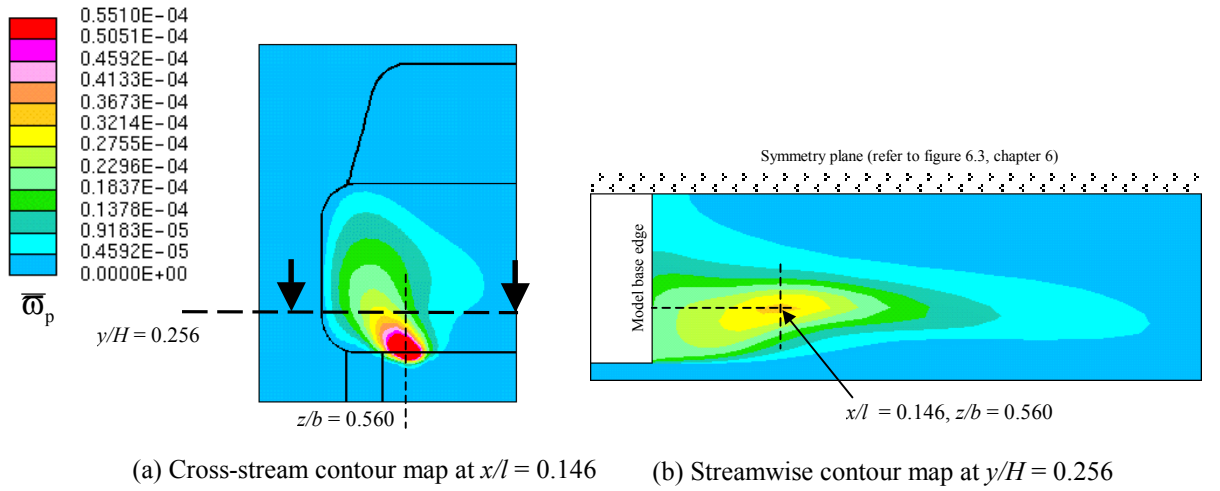 0.5510E-04
0.5051E-04
0.4592E-04
0.4133E-04
0.3673E-04
0.3214E-04
0.2755E-04
0.2296E-04
0.1837E-04
0.1378E-04
0.9183E-05
0.4592E-05
0.0000E+00
ω̅p
y/H = 0.256
z/b = 0.560
Symmetry plane (refer to figure 6.3, chapter 6)
Model base edge
x/l = 0.146, z/b = 0.560
(a) Cross-stream contour map at x/l = 0.146
(b) Streamwise contour map at y/H = 0.256